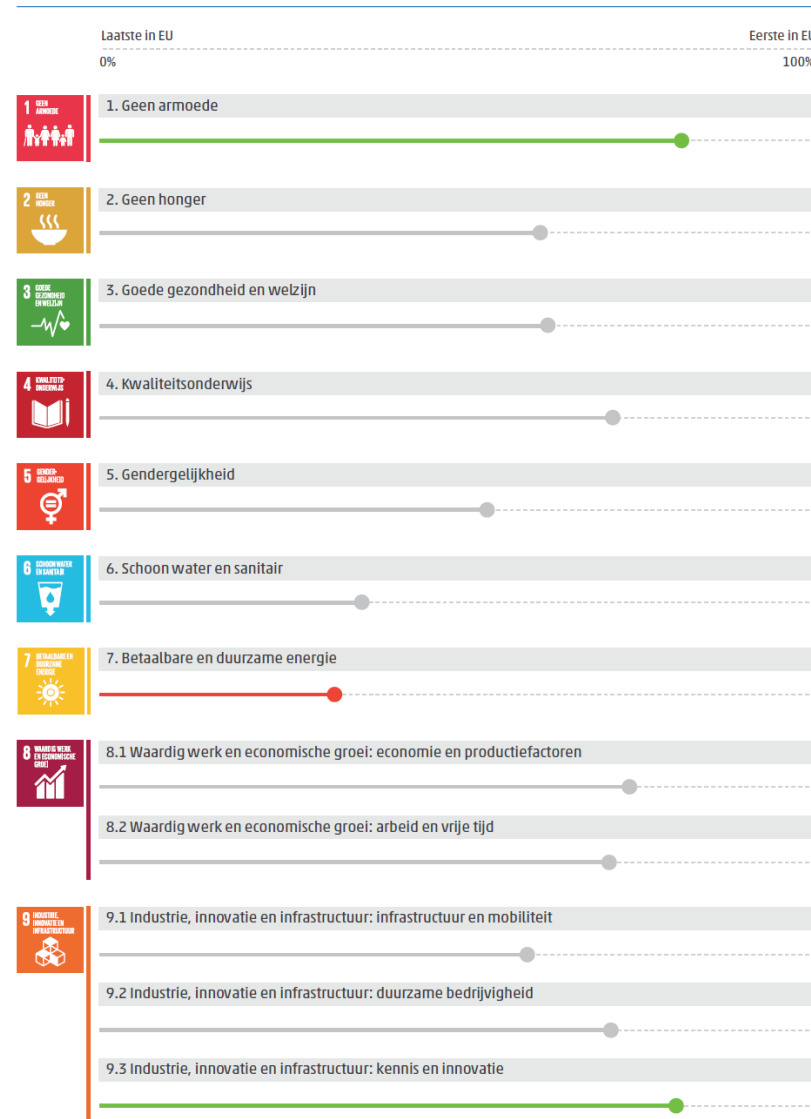 Laatste in EU
Eerste in EU
0%
100%
1 GEEN
ARMOEDE
1. Geen armoede
2 GEEN
HONGER
2. Geen honger
3 GOEDE
GEZONDHEID
EN WELZIJN
3. Goede gezondheid en welzijn
4 KWALITEITS-
ONDERWIJS
4. Kwaliteitsonderwijs
5 GENDER-
GELIJKHEID
5. Gendergelijkheid
6 SCHOON WATER
EN SANITAIR
6. Schoon water en sanitair
7 BETAALBARE EN
DUURZAME
ENERGIE
7. Betaalbare en duurzame energie
8 WAARDIG WERK
EN ECONOMISCHE
GROEI
8.1 Waardig werk en economische groei: economie en productiefactoren
8.2 Waardig werk en economische groei: arbeid en vrije tijd
9 INDUSTRIE,
INNOVATIE EN
INFRASTRUCTUUR
9.1 Industrie, innovatie en infrastructuur: infrastructuur en mobiliteit
9.2 Industrie, innovatie en infrastructuur: duurzame bedrijvigheid
9.3 Industrie, innovatie en infrastructuur: kennis en innovatie